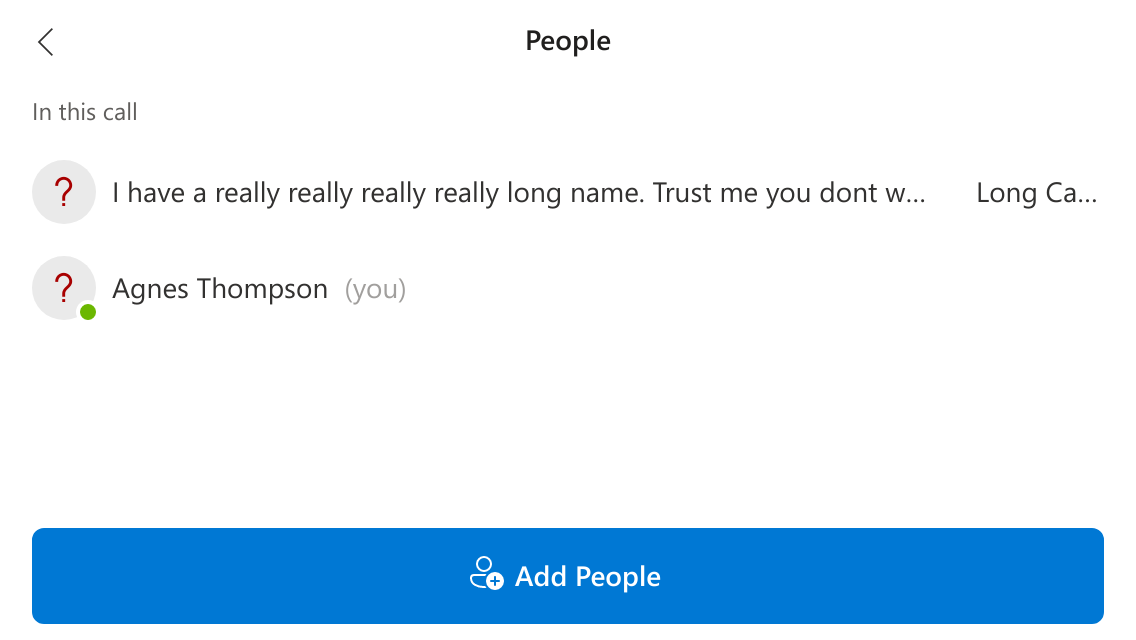 People
In this call
? I have a really really really really long name. Trust me you dont w... Long Ca...
? Agnes Thompson (you)
Add People